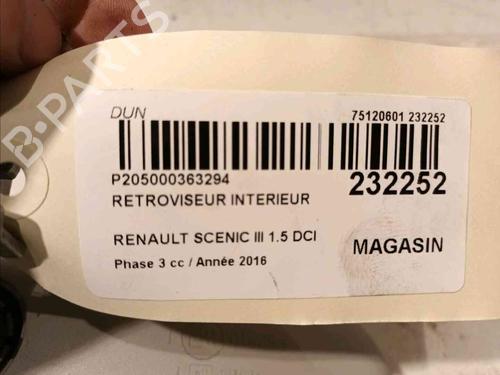 DUN 75120601 232252
P205000363294 232252
RETROVISEUR INTERIEUR
RENAULT SCENIC III 1.5 DCI MAGASIN
Phase 3 cc / Année 2016
B-PARTS